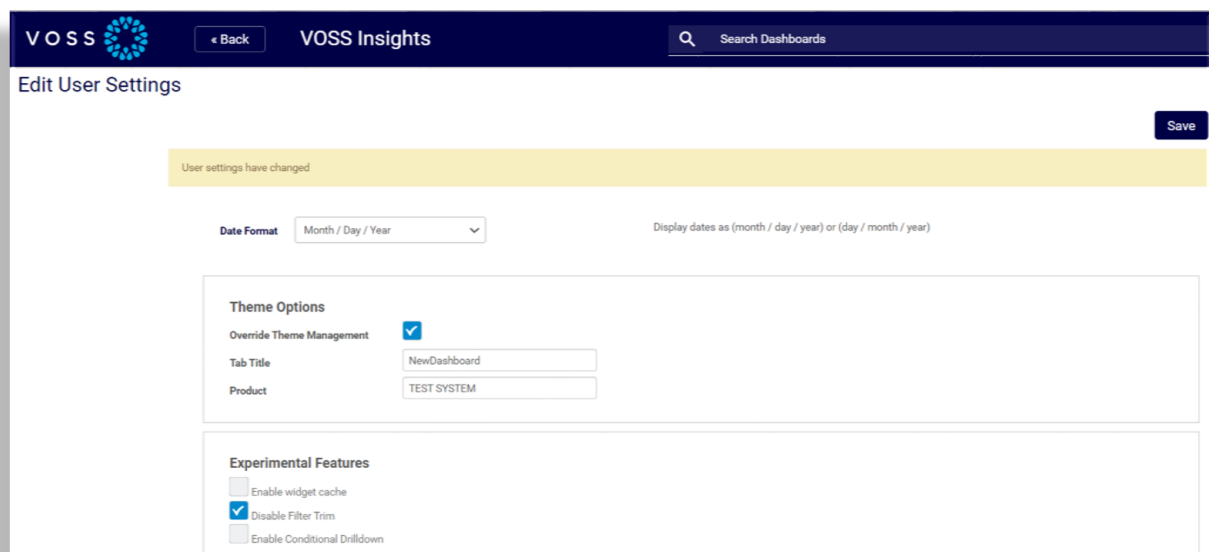 VOSS « Back VOSS Insights Search Dashboards
Edit User Settings
Save
User settings have changed
Date Format Month / Day / Year Display dates as (month / day / year) or (day / month / year)
Theme Options
Override Theme Management
Tab Title NewDashboard
Product TEST SYSTEM
Experimental Features
Enable widget cache
Disable Filter Trim
Enable Conditional Drilldown